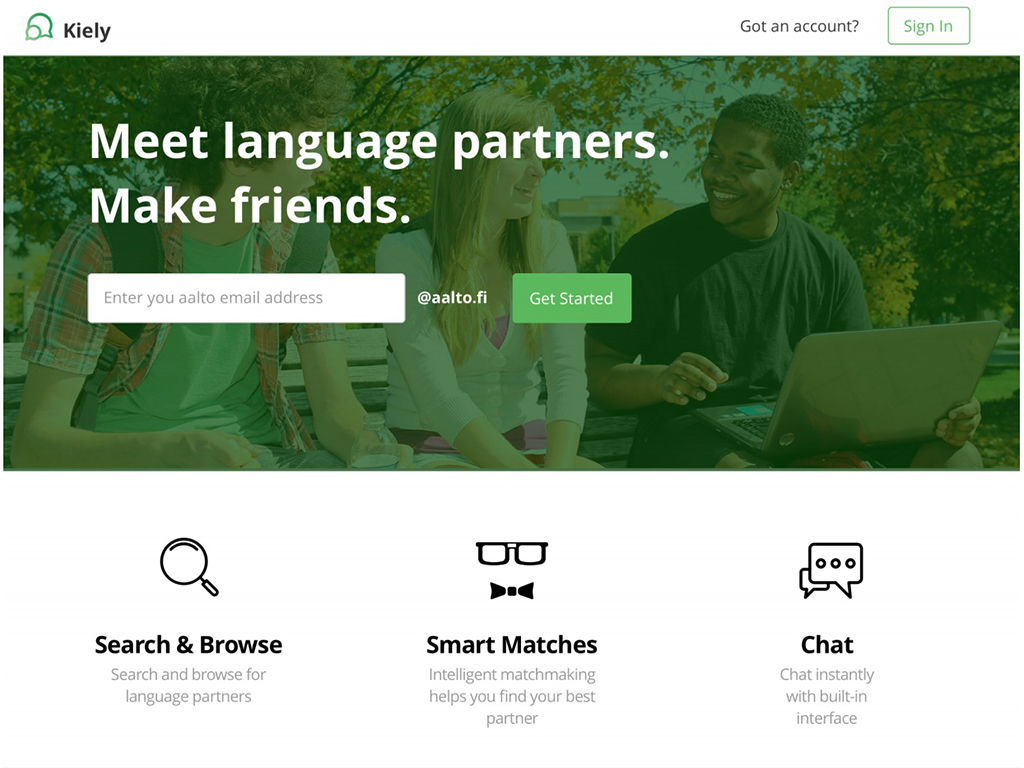 Kiely
Got an account?
Sign In
Meet language partners.
Make friends.
Enter you aalto email address
@aalto.fi
Get Started
Search & Browse
Search and browse for
language partners
Smart Matches
Intelligent matchmaking
helps you find your best
partner
Chat
Chat instantly
with built-in
interface